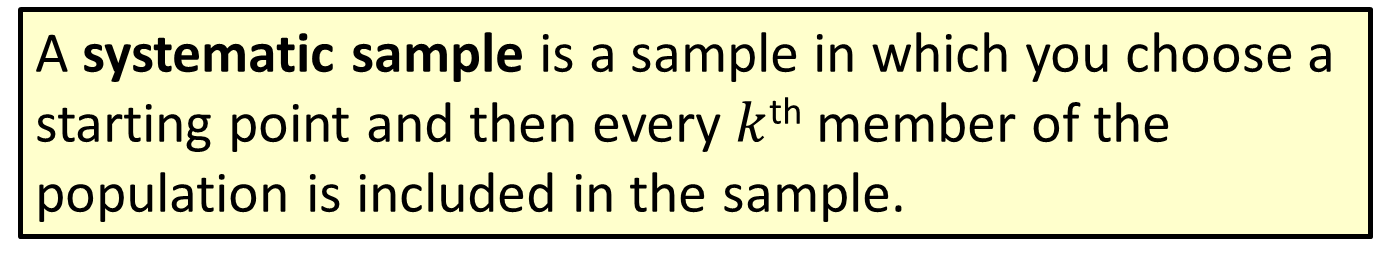 A systematic sample is a sample in which you choose a
starting point and then every kth member of the
population is included in the sample.